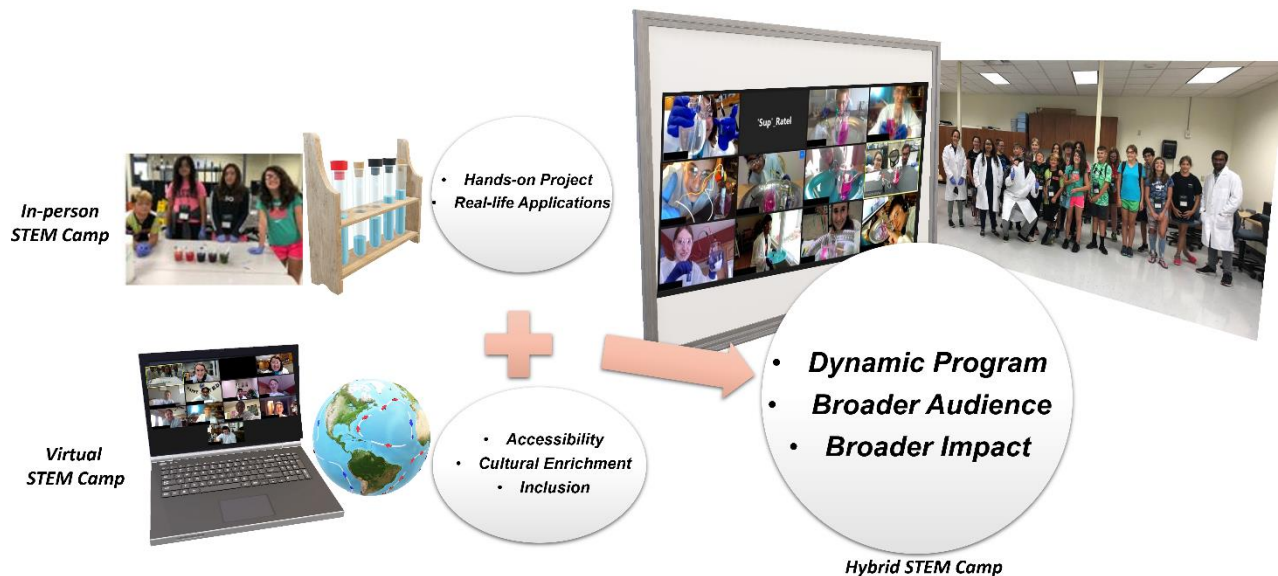 In-person
STEM Camp
• Hands-on Project
• Real-life Applications
'Sup'_Ratel
Virtual
STEM Camp
• Accessibility
• Cultural Enrichment
• Inclusion
• Dynamic Program
• Broader Audience
• Broader Impact
Hybrid STEM Camp